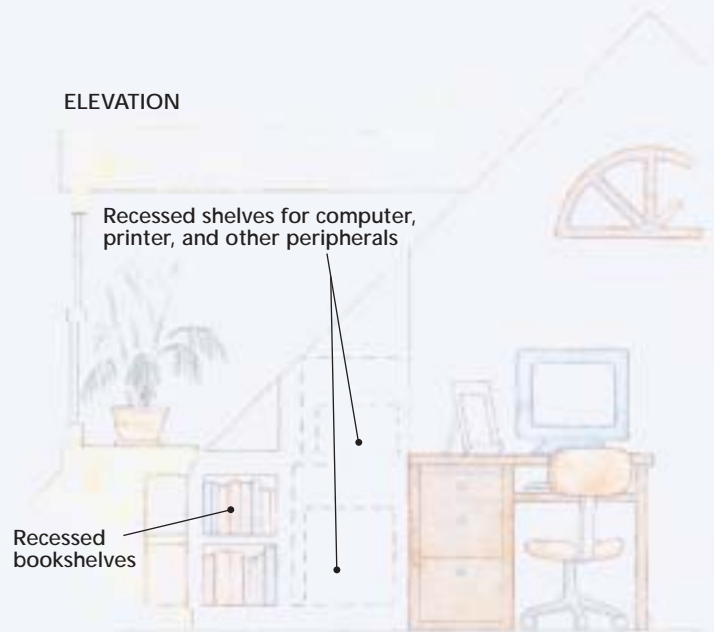 ELEVATION
Recessed shelves for computer,
printer, and other peripherals
Recessed
bookshelves